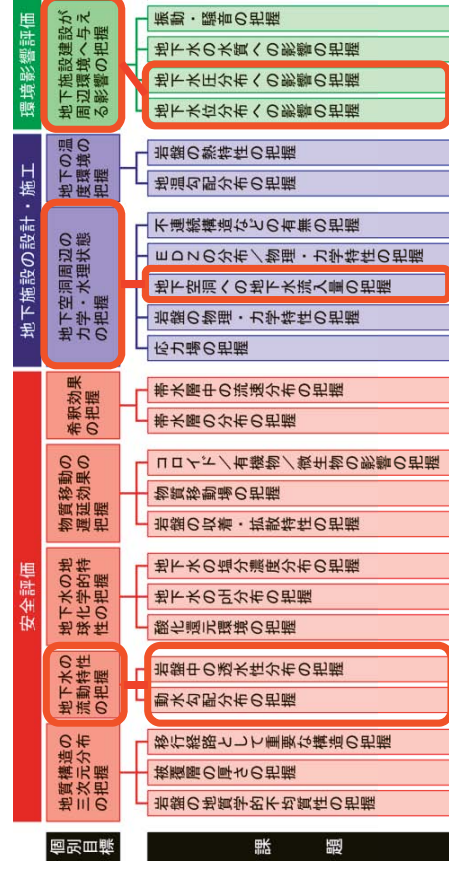 安全評価
地下施設の設計・施工
環境影響評価
個別目標
地質構造の
三次元分布
の把握
地下水の
流動特性
の把握
地下水の地
球化学的特
性の把握
物質移動の
遅延効果の
把握
希釈効果
の把握
地下空洞周辺の
力学・水理状態
の把握
地下の温
度環境の
把握
地下施設建設が
周辺環境へ与え
る影響の把握
課題
岩盤の地質学的不均質性の把握
被覆層の厚さの把握
移行経路として重要な構造の把握
動水勾配分布の把握
岩盤中の透水性分布の把握
酸化還元環境の把握
地下水のpH分布の把握
地下水の塩分濃度分布の把握
岩盤の収着・拡散特性の把握
物質移動場の把握
コロイド／有機物／微生物の影響の把握
帯水層の分布の把握
帯水層中の流速分布の把握
応力場の把握
岩盤の物理・力学特性の把握
地下空洞への地下水流入量の把握
EDZの分布／物理・力学特性の把握
不連続構造などの有無の把握
地温勾配分布の把握
岩盤の熱特性の把握
地下水位分布への影響の把握
地下水圧分布への影響の把握
地下水の水質への影響の把握
振動・騒音の把握